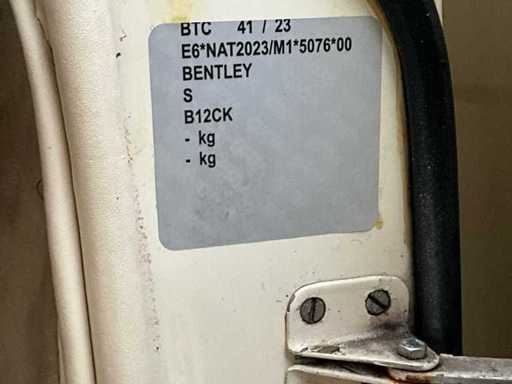 BTC 41 / 23
E6*NAT2023/M1*5076*00
BENTLEY
S
B12CK
- kg
- kg